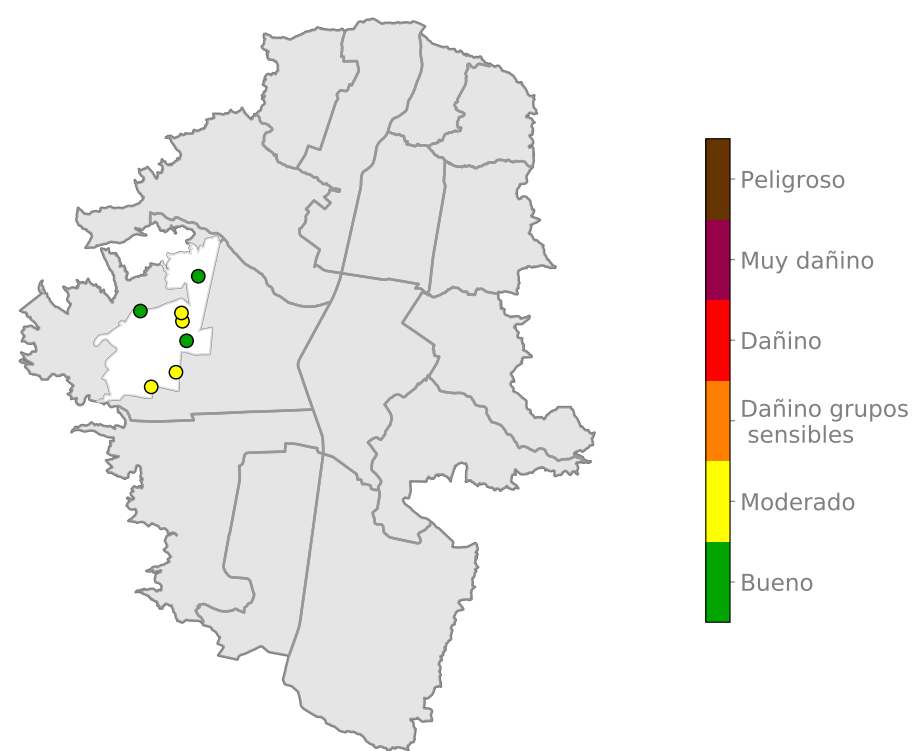 Peligroso
Muy dañino
Dañino
Dañino grupos
sensibles
Moderado
Bueno